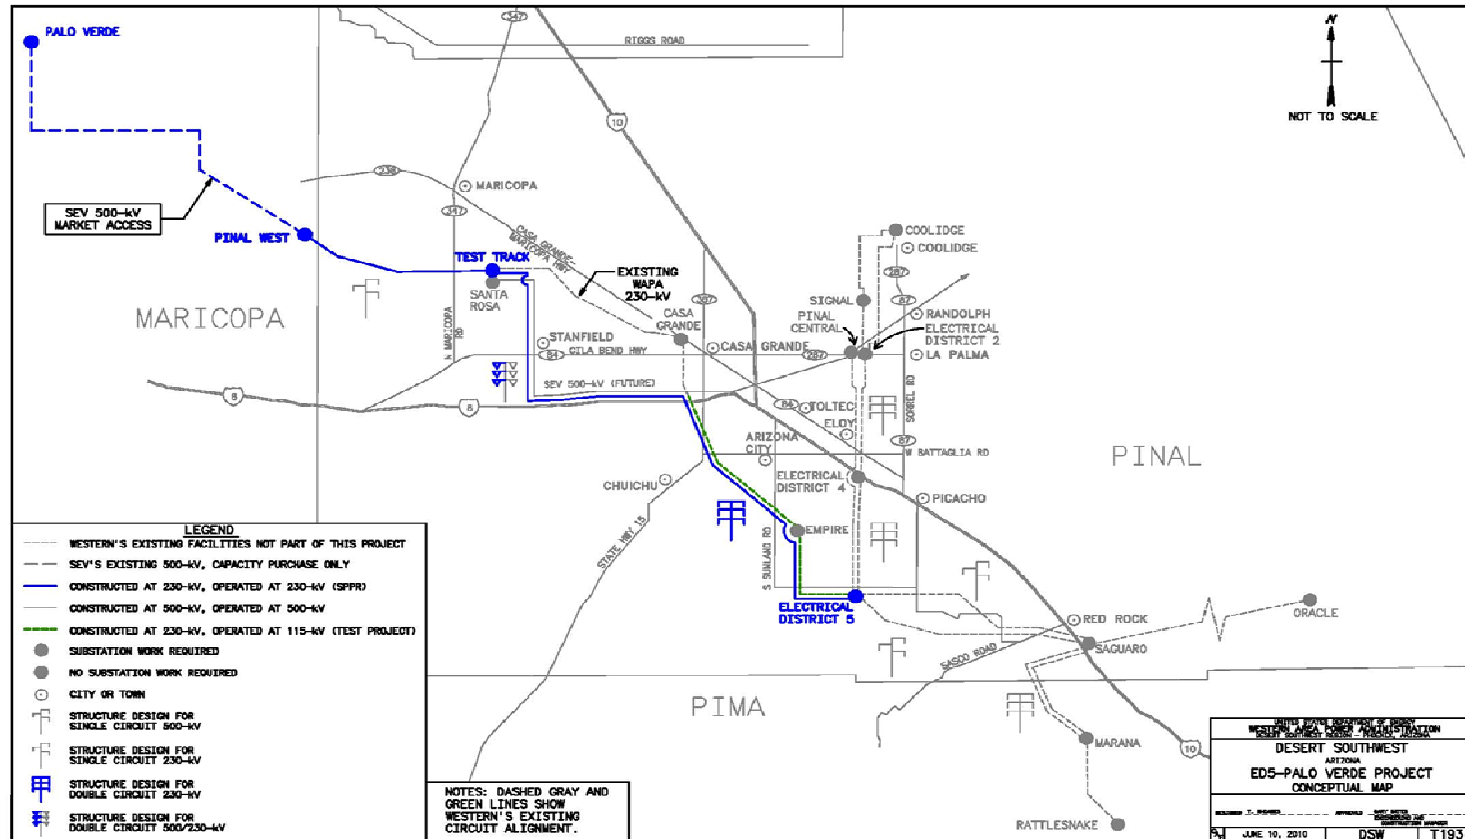 PALO VERDE
347
RIGGS ROAD
N
NOT TO SCALE
10
238
MARICOPA
SEV 500-kV
MARKET ACCESS
347
PINAL WEST
CASA GRANDE-
MARICOPA HWY
COOLIDGE
COOLIDGE
TEST TRACK
EXISTING
WAPA
230-kV
287
SANTA
ROSA
387
SIGNAL
87
MARICOPA
N MARICOPA
RD
CASA
GRANDE
PINAL
CENTRAL
RANDOLPH
ELECTRICAL
DISTRICT 2
STANFIELD
84
GILA BEND HWY
CASA GRANDE
287
LA PALMA
SEV 500-kV (FUTURE)
8
8
84
TOLTEC
SORREL RD
ELOY
ARIZONA
CITY
87
W BATTAGLIA RD
PINAL
CHUICHU
ELECTRICAL
DISTRICT 4
PICACHO
STATE HWY 15
EMPIRE
S SUNLAND RD
ELECTRICAL
DISTRICT 5
RED ROCK
ORACLE
SASCO ROAD
SAGUARO
PIMA
MARANA
10
RATTLESNAKE
LEGEND
WESTERN'S EXISTING FACILITIES NOT PART OF THIS PROJECT
SEV'S EXISTING 500-kV, CAPACITY PURCHASE ONLY
CONSTRUCTED AT 230-kV, OPERATED AT 230-kV (SPPR)
CONSTRUCTED AT 500-kV, OPERATED AT 500-kV
CONSTRUCTED AT 230-kV, OPERATED AT 115-kV (TEST PROJECT)
SUBSTATION WORK REQUIRED
NO SUBSTATION WORK REQUIRED
CITY OR TOWN
STRUCTURE DESIGN FOR
SINGLE CIRCUIT 500-kV
STRUCTURE DESIGN FOR
SINGLE CIRCUIT 230-kV
STRUCTURE DESIGN FOR
DOUBLE CIRCUIT 230-kV
STRUCTURE DESIGN FOR
DOUBLE CIRCUIT 500/230-kV
NOTES: DASHED GRAY AND
GREEN LINES SHOW
WESTERN'S EXISTING
CIRCUIT ALIGNMENT.
UNITED STATES DEPARTMENT OF ENERGY
WESTERN AREA POWER ADMINISTRATION
DESERT SOUTHWEST REGION - PHOENIX, ARIZONA
DESERT SOUTHWEST
ARIZONA
ED5-PALO VERDE PROJECT
CONCEPTUAL MAP
JUNE 10, 2010
DSW
T193